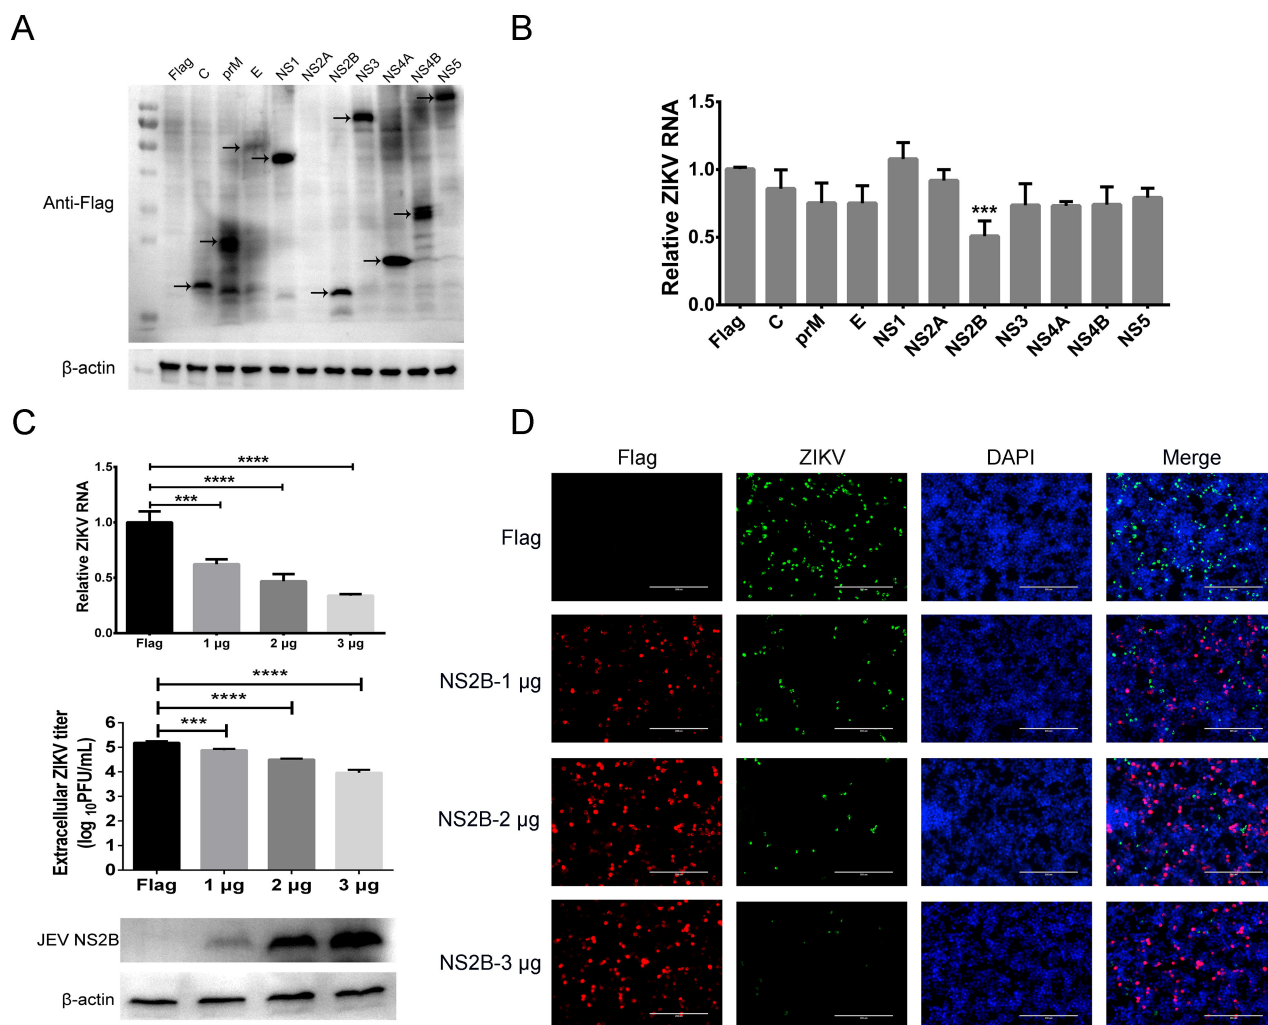 A
Flag C prM E NS1 NS2A NS2B NS3 NS4A NS4B NS5
Anti-Flag
β-actin
B
Relative ZIKV RNA
1.5
1.0
0.5
0.0
***
Flag C prM E NS1 NS2A NS2B NS3 NS4A NS4B NS5
C
Relative ZIKV RNA
1.5
1.0
0.5
0.0
****
****
***
Flag 1 µg 2 µg 3 µg
Extracellular ZIKV titer
(log 10PFU/mL)
6
5
4
3
2
1
0
****
****
***
Flag 1 µg 2 µg 3 µg
JEV NS2B
β-actin
D
Flag ZIKV DAPI Merge
Flag
NS2B-1 µg
NS2B-2 µg
NS2B-3 µg